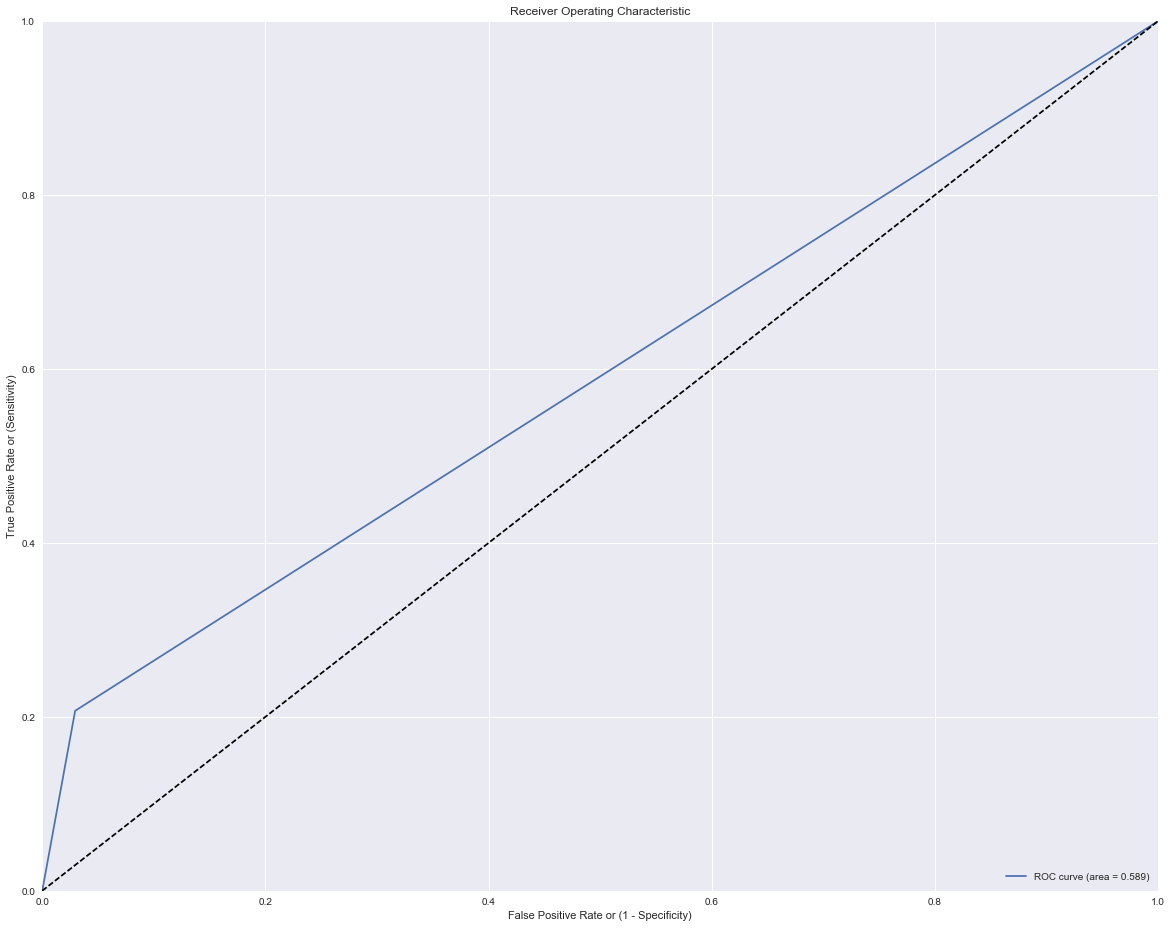 Receiver Operating Characteristic
1.0
0.8
0.6
0.4
0.2
0.0
True Positive Rate or (Sensitivity)
ROC curve (area = 0.589)
0.0 0.2 0.4 0.6 0.8 1.0
False Positive Rate or (1 - Specificity)